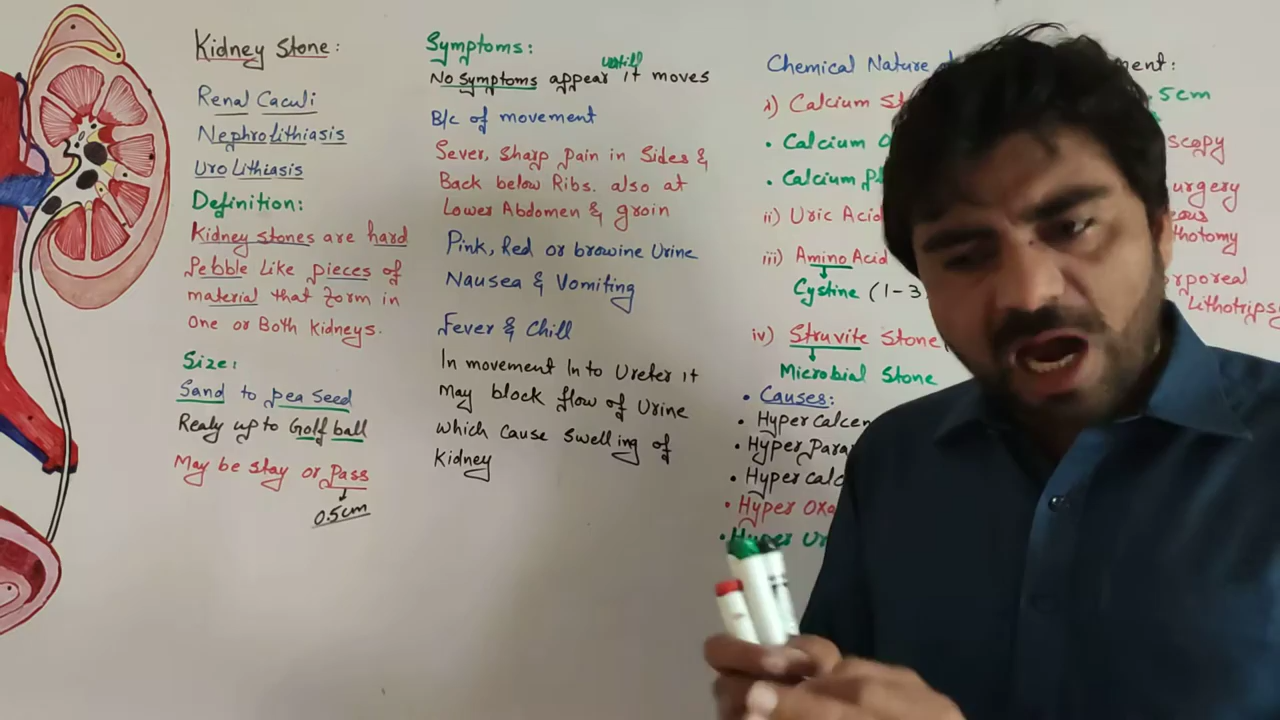 Kidney Stone:
Renal Caculi
Nephrolithiasis
Uro Lithiasis
Definition:
Kidney stones are hard
Pebble Like pieces of
material that Form in
One or Both Kidneys.
Size:
Sand to pea seed
Realy up to Golf ball
May be stay or Pass
0.5cm
Symptoms:
until
No Symptoms appear it moves
B/c of movement
Sever, Sharp Pain in Sides &
Back below Ribs. also at
Lower Abdomen & groin
Pink, Red or browine Urine
Nausea & Vomiting
Fever & Chill
In movement In to Ureter it
May block flow of Urine
which cause swelling of
Kidney
Chemical Nature
i) Calcium
• Calcium
• Calcium
ii) Uric Acid
iii) Amino Acid
Cystine (1-3
iv) Struvite Stone
Microbial Stone
• Causes:
• Hyper
• Hyper
• Hyper
• Hyper
• Hyper
ment:
5cm
scopy
urgery
thotomy
rporeal
Lithotripsy